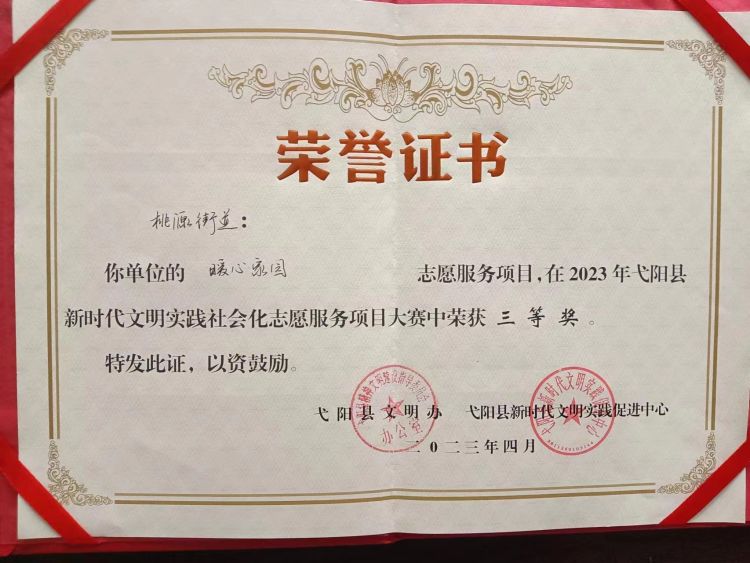 荣誉证书
桃源街道：
你单位的 暖心家园 志愿服务项目，在2023年弋阳县
新时代文明实践社会化志愿服务项目大赛中荣获 三等奖 。
特发此证，以资鼓励。
弋阳县文明办 弋阳县新时代文明实践促进中心
二〇二三年四月
办公室